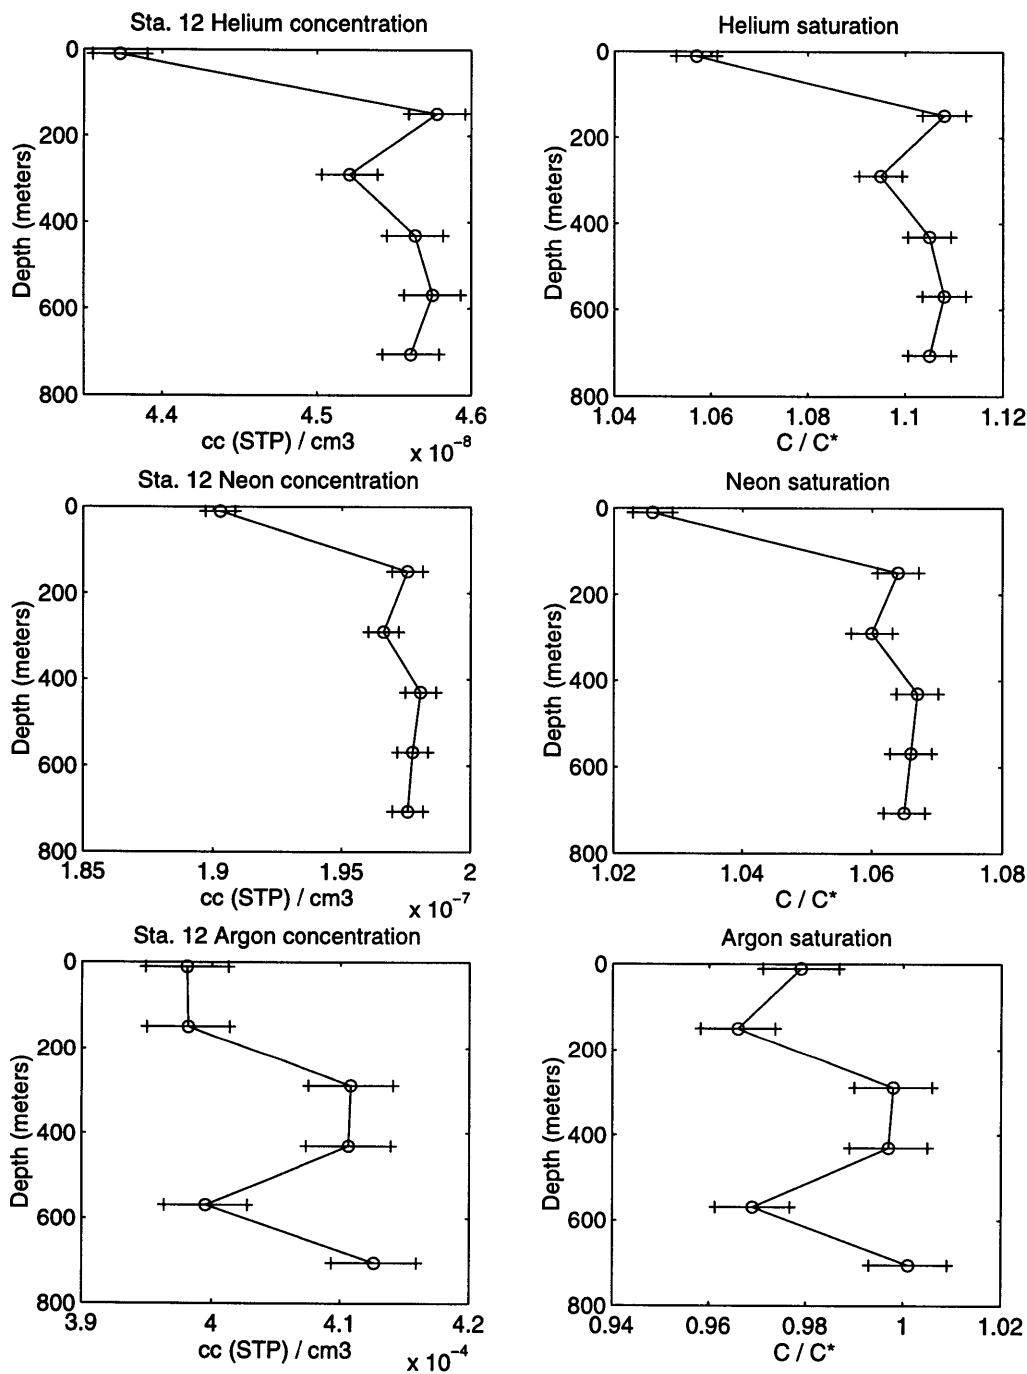 Sta. 12 Helium concentration
0
200
400
600
800
Depth (meters)
4.4 4.5 4.6
cc (STP) / cm3
x 10⁻⁸
Helium saturation
0
200
400
600
800
Depth (meters)
1.04 1.06 1.08 1.1 1.12
C / C*
Sta. 12 Neon concentration
0
200
400
600
800
Depth (meters)
1.85 1.9 1.95 2
cc (STP) / cm3
x 10⁻⁷
Neon saturation
0
200
400
600
800
Depth (meters)
1.02 1.04 1.06 1.08
C / C*
Sta. 12 Argon concentration
0
200
400
600
800
Depth (meters)
3.9 4 4.1 4.2
cc (STP) / cm3
x 10⁻⁴
Argon saturation
0
200
400
600
800
Depth (meters)
0.94 0.96 0.98 1 1.02
C / C*